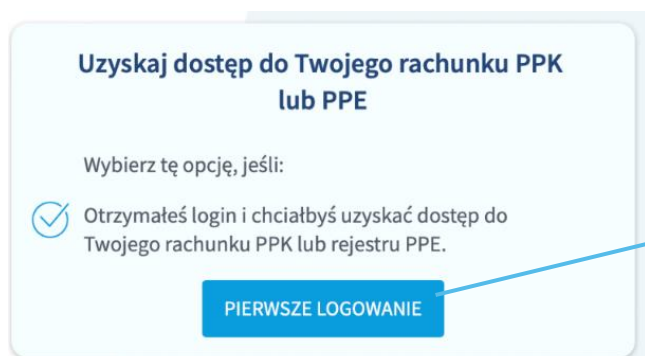 Uzyskaj dostęp do Twojego rachunku PPK
lub PPE
Wybierz tę opcję, jeśli:
Otrzymałeś login i chciałbyś uzyskać dostęp do
Twojego rachunku PPK lub rejestru PPE.
PIERWSZE LOGOWANIE